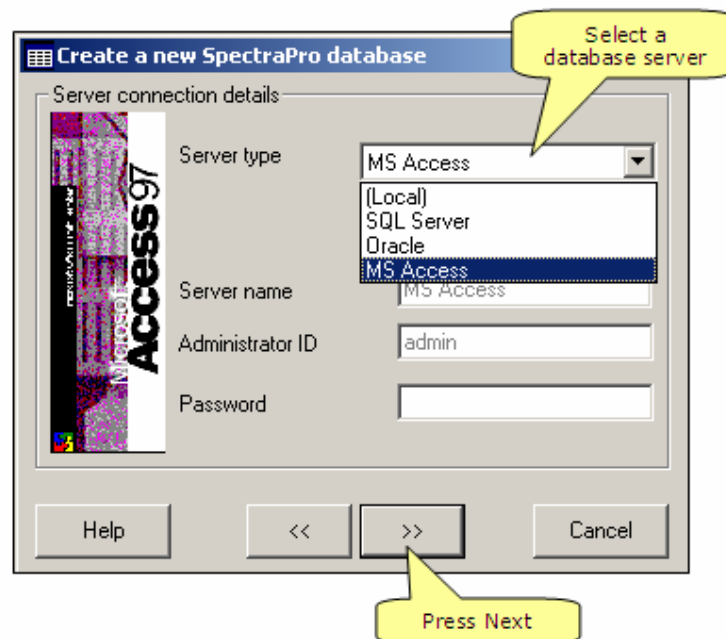 Select a
database server
Create a new SpectraPro database
Server connection details
Server type
MS Access
(Local)
SQL Server
Oracle
MS Access
Server name
MS Access
Administrator ID
admin
Password
Microsoft
Access97
Help
<<
>>
Cancel
Press Next